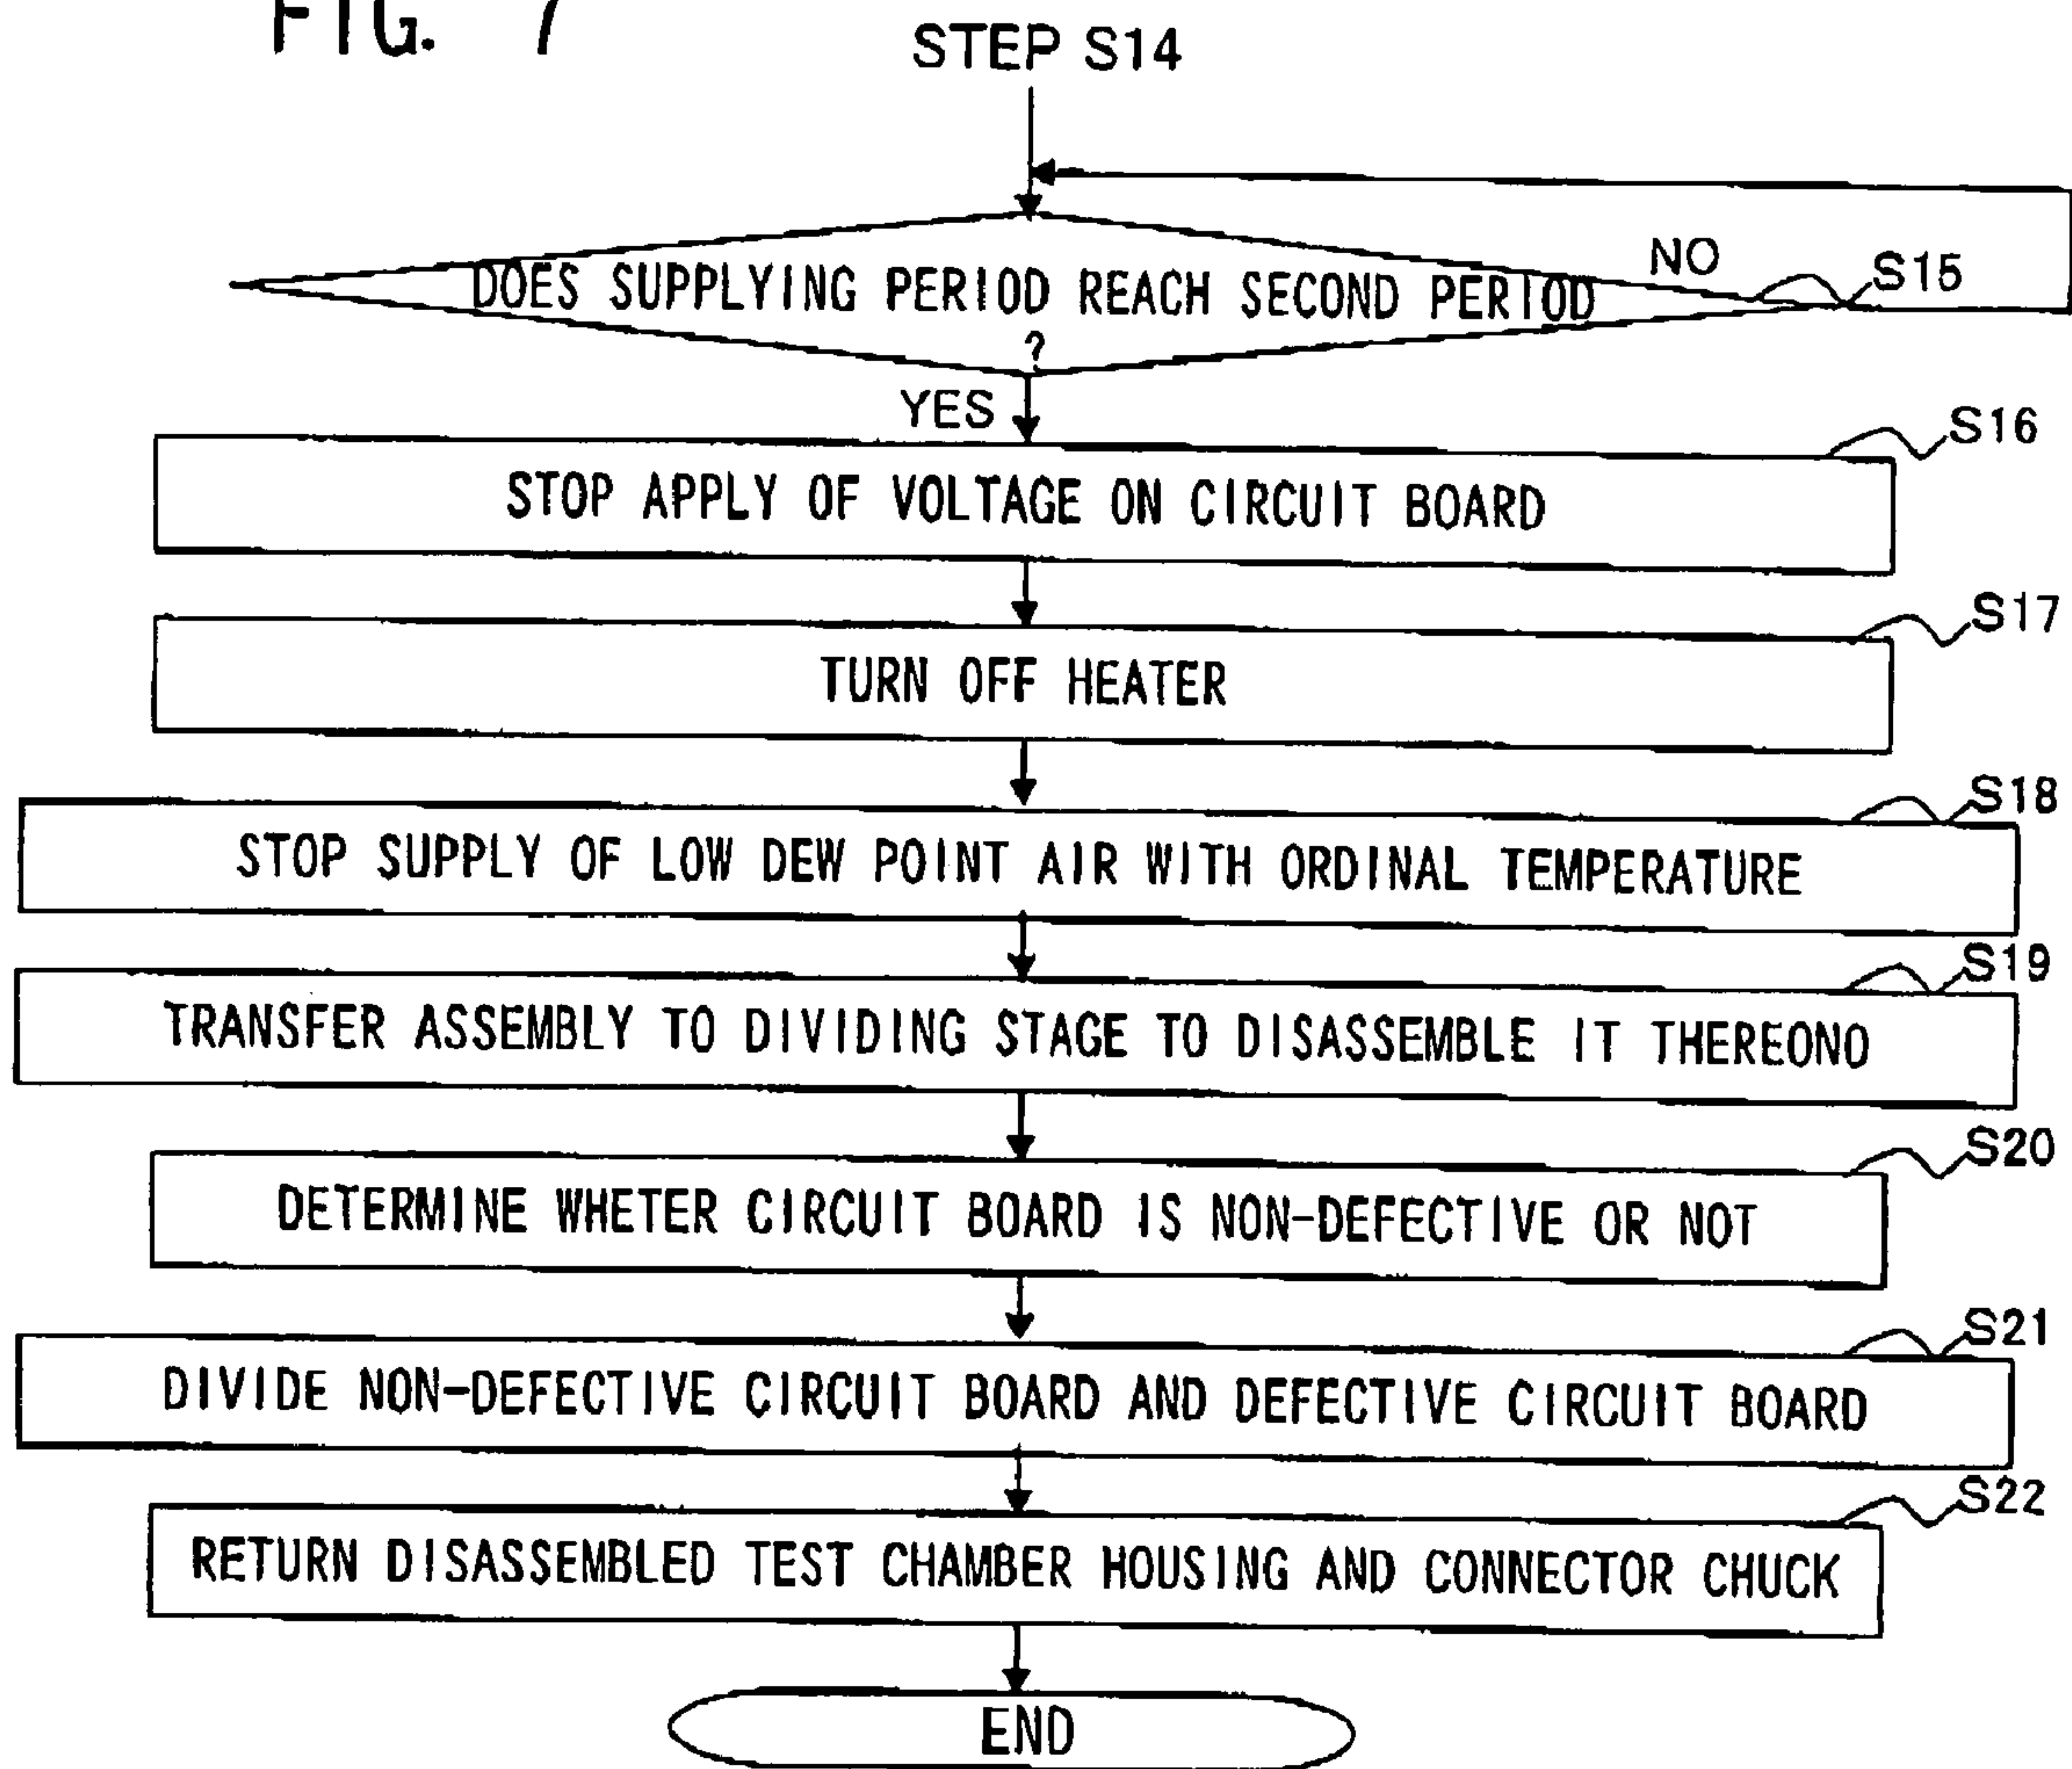 FIG. 7
STEP S14
DOES SUPPLYING PERIOD REACH SECOND PERIOD
?
NO
S15
YES
S16
STOP APPLY OF VOLTAGE ON CIRCUIT BOARD
S17
TURN OFF HEATER
S18
STOP SUPPLY OF LOW DEW POINT AIR WITH ORDINAL TEMPERATURE
S19
TRANSFER ASSEMBLY TO DIVIDING STAGE TO DISASSEMBLE IT THEREONO
S20
DETERMINE WHETER CIRCUIT BOARD IS NON-DEFECTIVE OR NOT
S21
DIVIDE NON-DEFECTIVE CIRCUIT BOARD AND DEFECTIVE CIRCUIT BOARD
S22
RETURN DISASSEMBLED TEST CHAMBER HOUSING AND CONNECTOR CHUCK
END